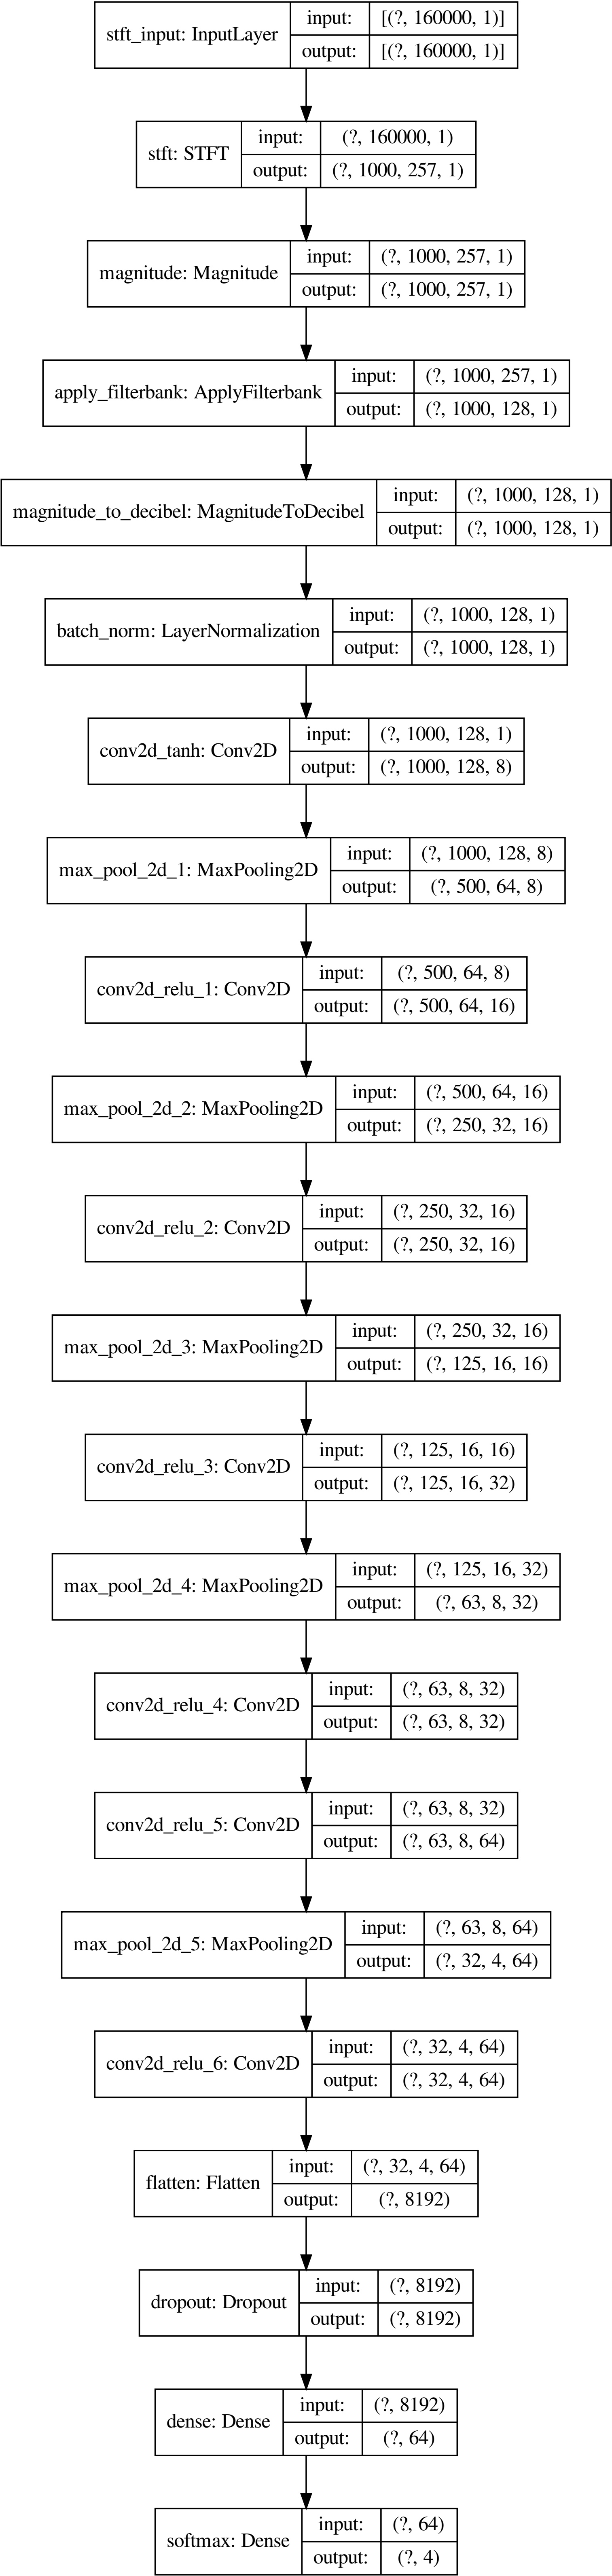 stft_input: InputLayer
input: [(?, 160000, 1)]
output: [(?, 160000, 1)]
stft: STFT
input: (?, 160000, 1)
output: (?, 1000, 257, 1)
magnitude: Magnitude
input: (?, 1000, 257, 1)
output: (?, 1000, 257, 1)
apply_filterbank: ApplyFilterbank
input: (?, 1000, 257, 1)
output: (?, 1000, 128, 1)
magnitude_to_decibel: MagnitudeToDecibel
input: (?, 1000, 128, 1)
output: (?, 1000, 128, 1)
batch_norm: LayerNormalization
input: (?, 1000, 128, 1)
output: (?, 1000, 128, 1)
conv2d_tanh: Conv2D
input: (?, 1000, 128, 1)
output: (?, 1000, 128, 8)
max_pool_2d_1: MaxPooling2D
input: (?, 1000, 128, 8)
output: (?, 500, 64, 8)
conv2d_relu_1: Conv2D
input: (?, 500, 64, 8)
output: (?, 500, 64, 16)
max_pool_2d_2: MaxPooling2D
input: (?, 500, 64, 16)
output: (?, 250, 32, 16)
conv2d_relu_2: Conv2D
input: (?, 250, 32, 16)
output: (?, 250, 32, 16)
max_pool_2d_3: MaxPooling2D
input: (?, 250, 32, 16)
output: (?, 125, 16, 16)
conv2d_relu_3: Conv2D
input: (?, 125, 16, 16)
output: (?, 125, 16, 32)
max_pool_2d_4: MaxPooling2D
input: (?, 125, 16, 32)
output: (?, 63, 8, 32)
conv2d_relu_4: Conv2D
input: (?, 63, 8, 32)
output: (?, 63, 8, 32)
conv2d_relu_5: Conv2D
input: (?, 63, 8, 32)
output: (?, 63, 8, 64)
max_pool_2d_5: MaxPooling2D
input: (?, 63, 8, 64)
output: (?, 32, 4, 64)
conv2d_relu_6: Conv2D
input: (?, 32, 4, 64)
output: (?, 32, 4, 64)
flatten: Flatten
input: (?, 32, 4, 64)
output: (?, 8192)
dropout: Dropout
input: (?, 8192)
output: (?, 8192)
dense: Dense
input: (?, 8192)
output: (?, 64)
softmax: Dense
input: (?, 64)
output: (?, 4)